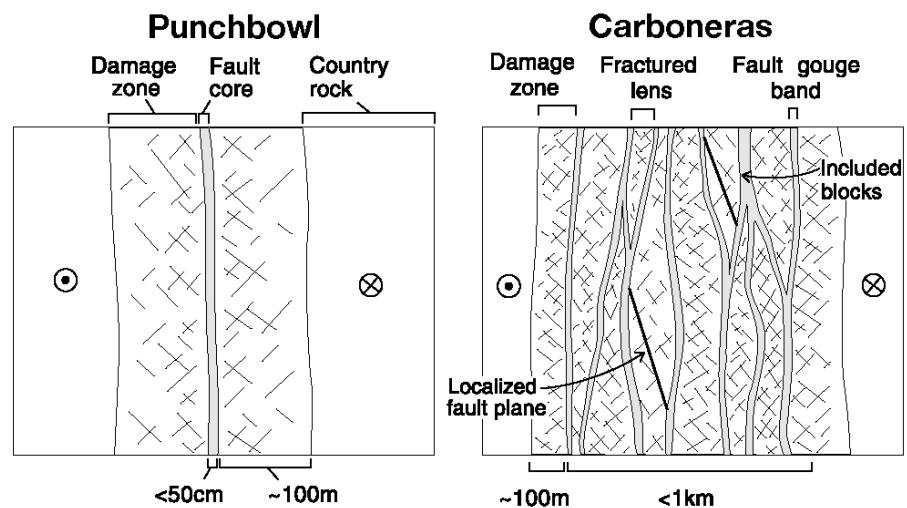 Punchbowl
Damage
zone
Fault
core
Country
rock
<50cm
~100m
Carboneras
Damage
zone
Fractured
lens
Fault gouge
band
Included
blocks
Localized
fault plane
~100m
<1km